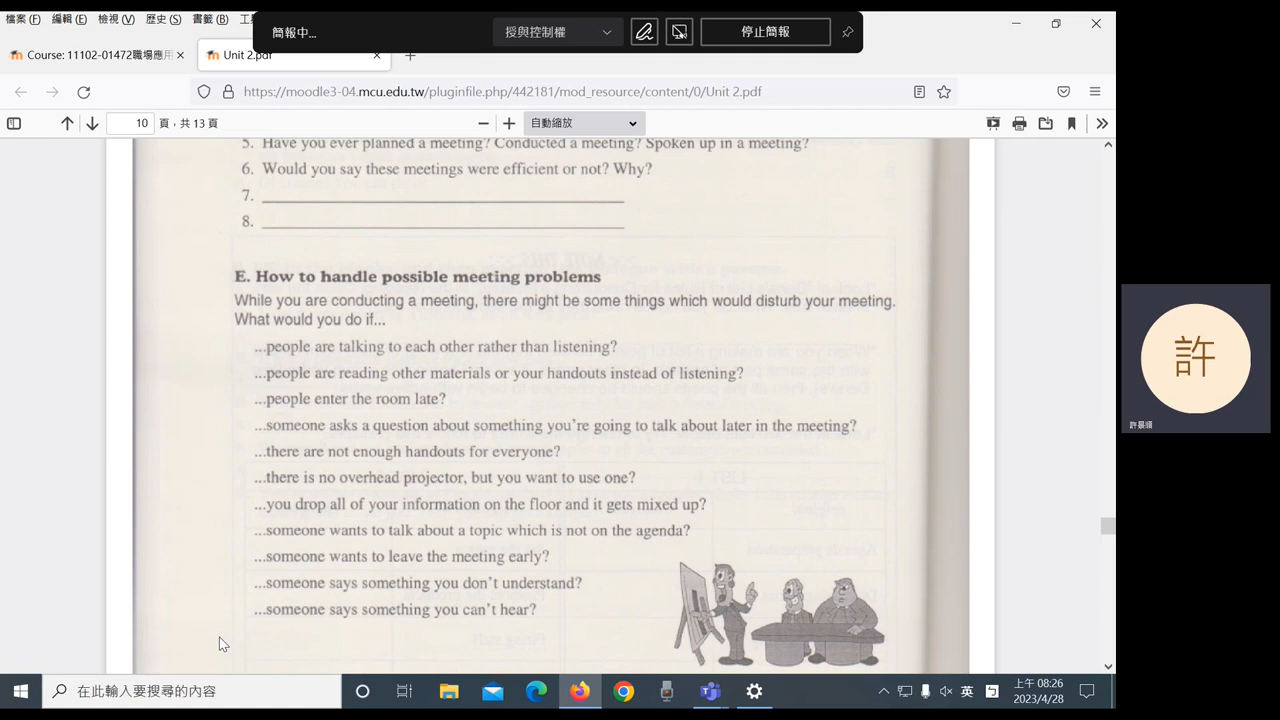 檔案 (F) 編輯 (E) 檢視 (V) 歷史 (S) 書籤 (B)
簡報中...
授與控制權
停止簡報
Course: 11102-01472職場應用
Unit 2.pdf
https://moodle3-04.mcu.edu.tw/pluginfile.php/442181/mod_resource/content/0/Unit 2.pdf
10 頁，共 13 頁
自動縮放
5. Have you ever planned a meeting? Conducted a meeting? Spoken up in a meeting?
6. Would you say these meetings were efficient or not? Why?
7.
8.
E. How to handle possible meeting problems
While you are conducting a meeting, there might be some things which would disturb your meeting.
What would you do if...
...people are talking to each other rather than listening?
...people are reading other materials or your handouts instead of listening?
...people enter the room late?
...someone asks a question about something you're going to talk about later in the meeting?
...there are not enough handouts for everyone?
...there is no overhead projector, but you want to use one?
...you drop all of your information on the floor and it gets mixed up?
...someone wants to talk about a topic which is not on the agenda?
...someone wants to leave the meeting early?
...someone says something you don't understand?
...someone says something you can't hear?
許
許景順
在此輸入要搜尋的內容
英
上午 08:26
2023/4/28